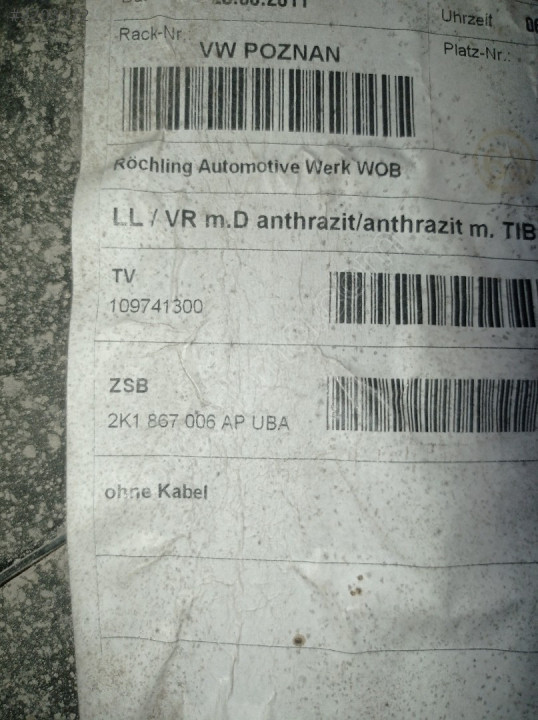 Uhrzeit
Rack-Nr.:
Platz-Nr.:
VW POZNAN
Röchling Automotive Werk WOB
LL / VR m.D anthrazit/anthrazit m. TIB
TV
109741300
ZSB
2K1 867 006 AP UBA
ohne Kabel